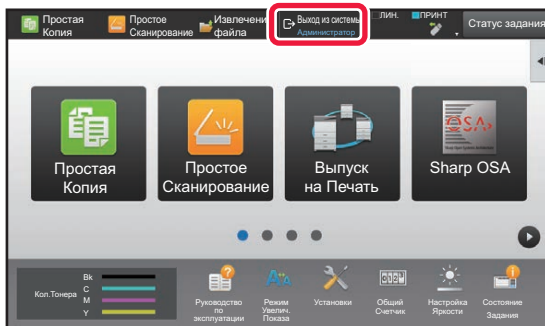 Простая
Копия
Простое
Сканирование
Извлечени
файла
Выход из системы
Администратор
ЛИН.
ПРИНТ
Статус задания
Простая
Копия
Простое
Сканирование
Выпуск
на Печать
OSA
Sharp OSA
Кол.Тонера
Bk
C
M
Y
Руководство
по
эксплуатации
Режим
Увелич.
Показа
Установки
Общий
Счетчик
Настройка
Яркости
Состояние
Задания